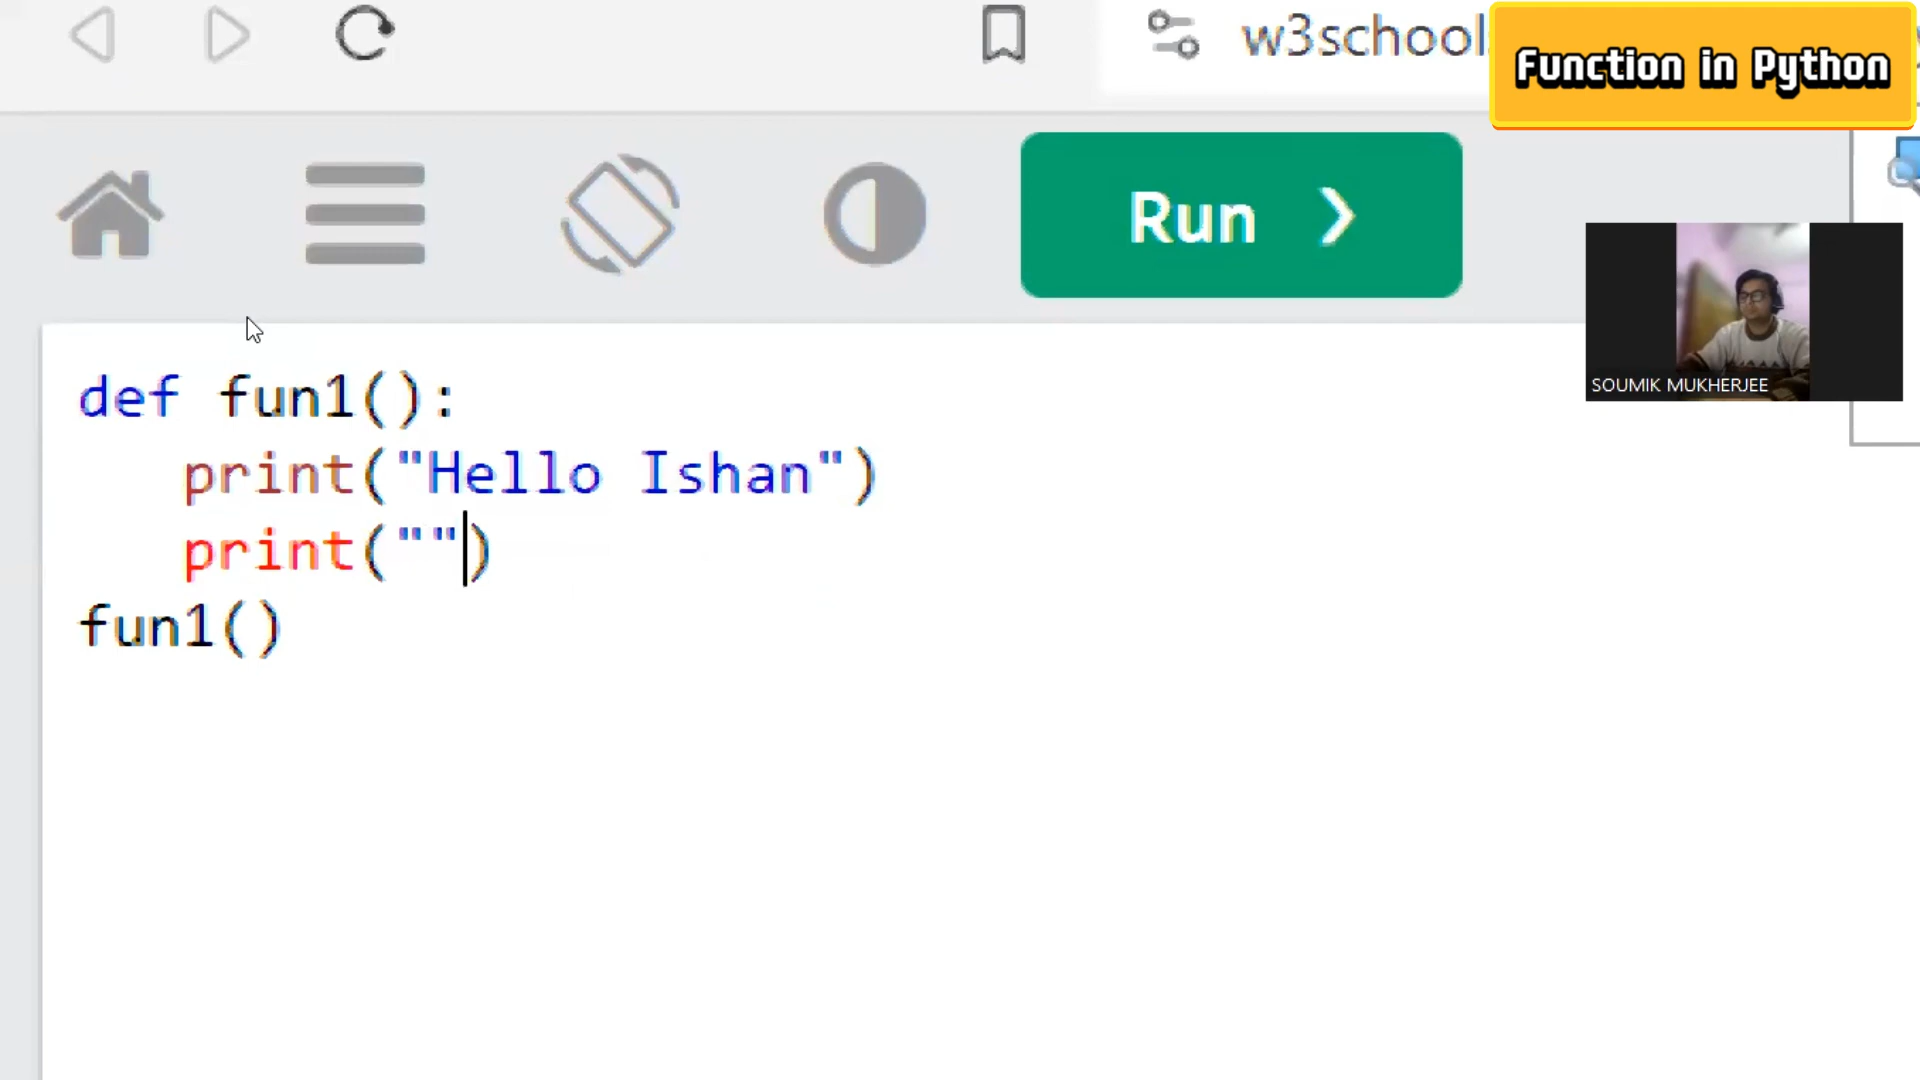 w3school
Function in Python
Run
SOUMIK MUKHERJEE
def fun1():
   print("Hello Ishan")
   print("")
fun1()